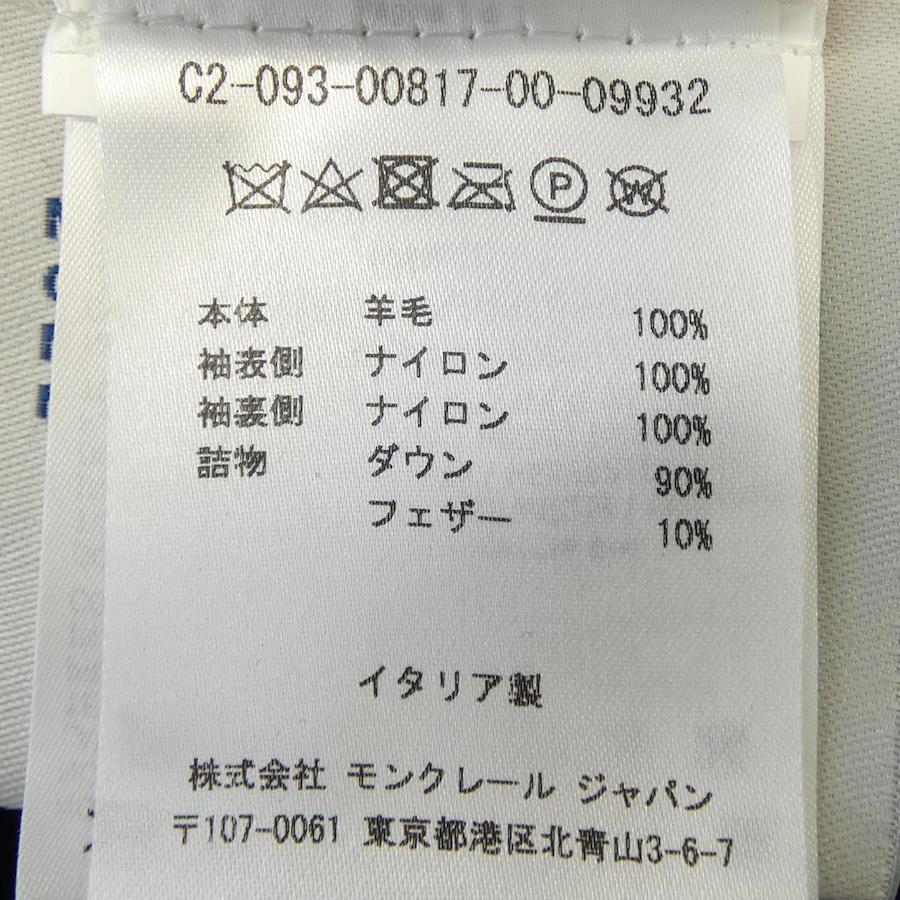 C2-093-00817-00-09932
P W
本体 羊毛 100%
袖表側 ナイロン 100%
袖裏側 ナイロン 100%
詰物 ダウン 90%
フェザー 10%
イタリア製
株式会社 モンクレール ジャパン
〒107-0061 東京都港区北青山3-6-7